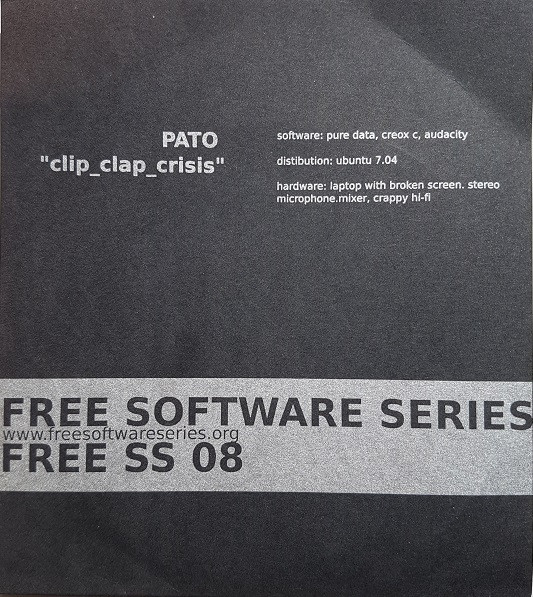 PATO
"clip_clap_crisis"
software: pure data, creox c, audacity
distibution: ubuntu 7.04
hardware: laptop with broken screen. stereo
microphone.mixer, crappy hi-fi
FREE SOFTWARE SERIES
www.freesoftwareseries.org
FREE SS 08